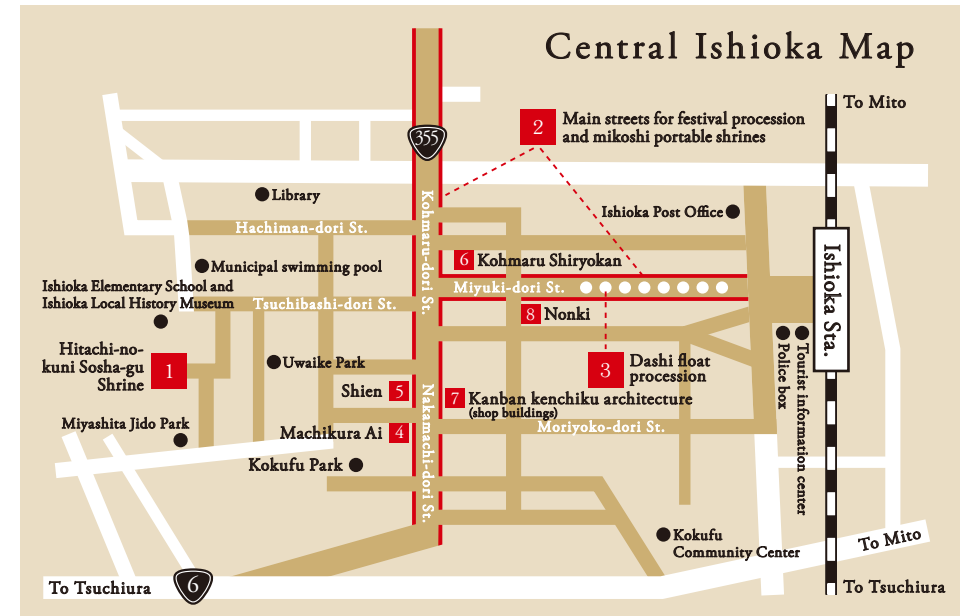 Central Ishioka Map
To Mito
2
Main streets for festival procession
and mikoshi portable shrines
355
Library
Kohmaru-dori St.
Ishioka Post Office
Hachiman-dori St.
6
Kohmaru Shiryokan
Municipal swimming pool
Ishioka Elementary School and
Ishioka Local History Museum
Miyuki-dori St.
Tsuchibashi-dori St.
Ishioka Sta.
8
Nonki
Hitachi-no-
kuni Sosha-gu
Shrine
1
Uwaike Park
3
Dashi float
procession
Police box
Tourist information center
Shien
5
7
Kanban kenchiku architecture
(shop buildings)
Nakamachi-dori St.
Miyashita Jido Park
Machikura Ai
4
Moriyoko-dori St.
Kokufu Park
Kokufu
Community Center
To Mito
To Tsuchiura
6
To Tsuchiura